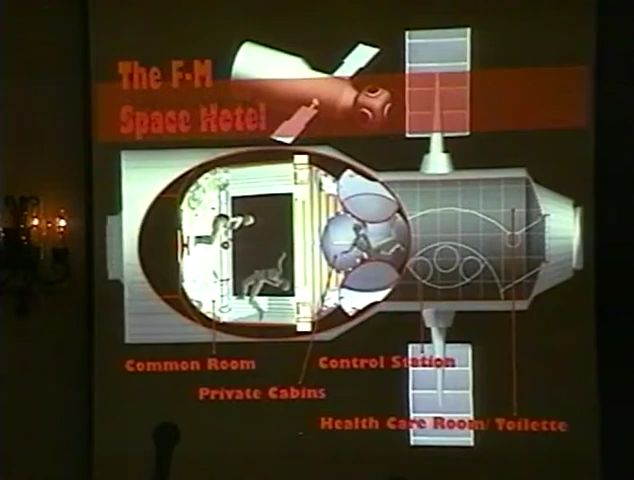 The F-M
Space Hotel
Common Room
Control Station
Private Cabins
Health Care Room/ Toilette